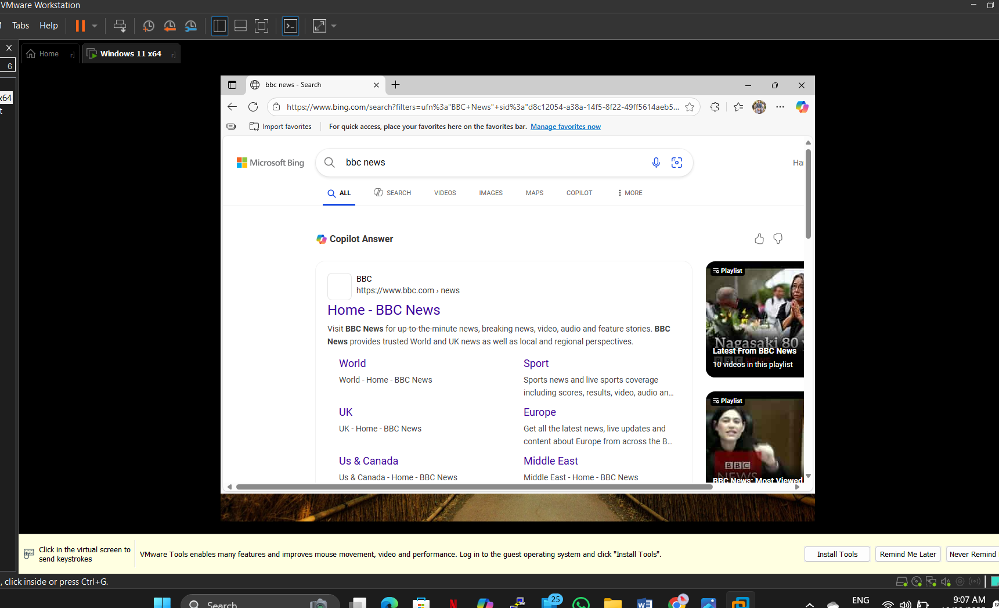 VMware Workstation
Tabs Help
Home
Windows 11 x64
6
x64
t
bbc news - Search
https://www.bing.com/search?filters=ufn%3a"BBC+News"+sid%3a"d8c12054-a38a-14f5-8f22-49ff5614aeb5...
Import favorites
For quick access, place your favorites here on the favorites bar. Manage favorites now
Microsoft Bing
bbc news
Ha
ALL SEARCH VIDEOS IMAGES MAPS COPILOT MORE
Copilot Answer
BBC
https://www.bbc.com › news
Home - BBC News
Visit BBC News for up-to-the-minute news, breaking news, video, audio and feature stories. BBC
News provides trusted World and UK news as well as local and regional perspectives.
World
World - Home - BBC News
Sport
Sports news and live sports coverage
including scores, results, video, audio an...
UK
UK - Home - BBC News
Europe
Get all the latest news, live updates and
content about Europe from across the B...
Us & Canada
Us & Canada - Home - BBC News
Middle East
Middle East - Home - BBC News
Playlist
Nagasaki 80
Latest From BBC News
10 videos in this playlist
Playlist
BBC
NEWS
BBC News: Most Viewed
Click in the virtual screen to
send keystrokes
VMware Tools enables many features and improves mouse movement, video and performance. Log in to the guest operating system and click "Install Tools".
Install Tools
Remind Me Later
Never Remind
, click inside or press Ctrl+G.
Search
25
ENG
9:07 AM